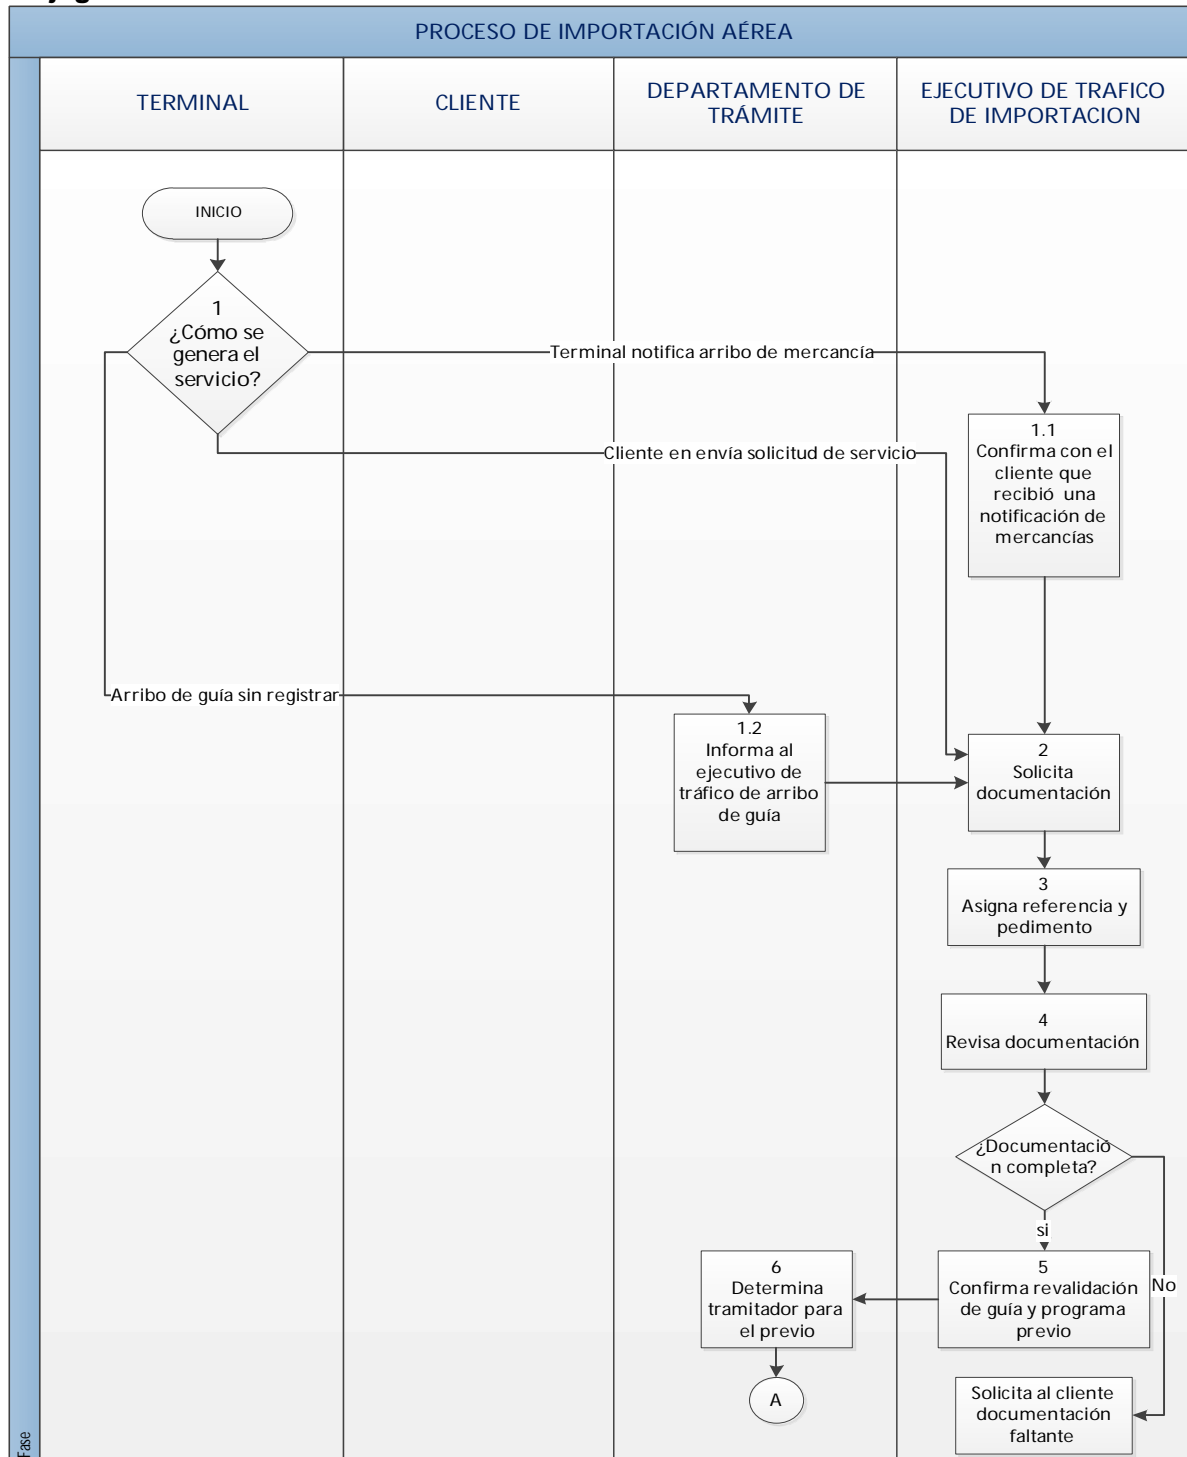 PROCESO DE IMPORTACIÓN AÉREA
TERMINAL
CLIENTE
DEPARTAMENTO DE
TRÁMITE
EJECUTIVO DE TRAFICO
DE IMPORTACION
INICIO
1
¿Cómo se
genera el
servicio?
Terminal notifica arribo de mercancía
1.1
Confirma con el
cliente que
recibió una
notificación de
mercancías
Cliente en envía solicitud de servicio
Arribo de guía sin registrar
1.2
Informa al
ejecutivo de
tráfico de arribo
de guía
2
Solicita
documentación
3
Asigna referencia y
pedimento
4
Revisa documentación
¿Documentació
n completa?
si
No
5
Confirma revalidación
de guía y programa
previo
6
Determina
tramitador para
el previo
A
Solicita al cliente
documentación
faltante
Fase